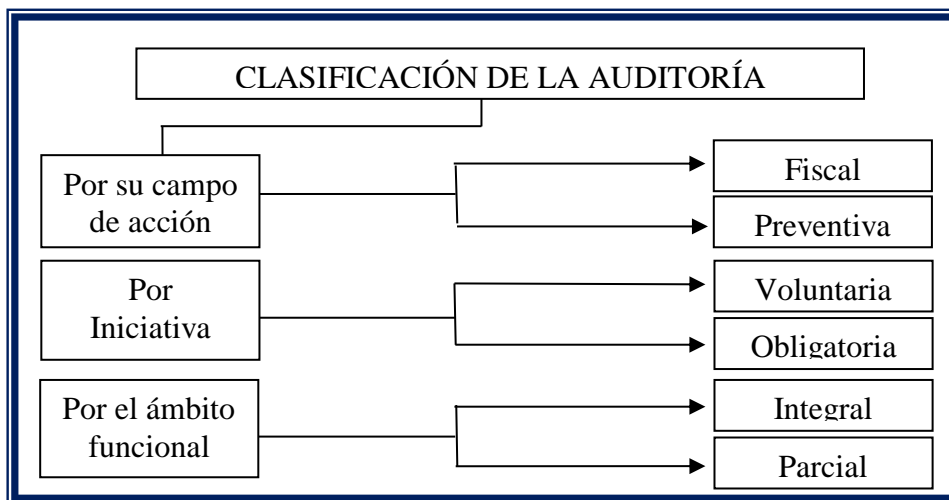 CLASIFICACIÓN DE LA AUDITORÍA
Por su campo
de acción
Fiscal
Preventiva
Por
Iniciativa
Voluntaria
Obligatoria
Por el ámbito
funcional
Integral
Parcial